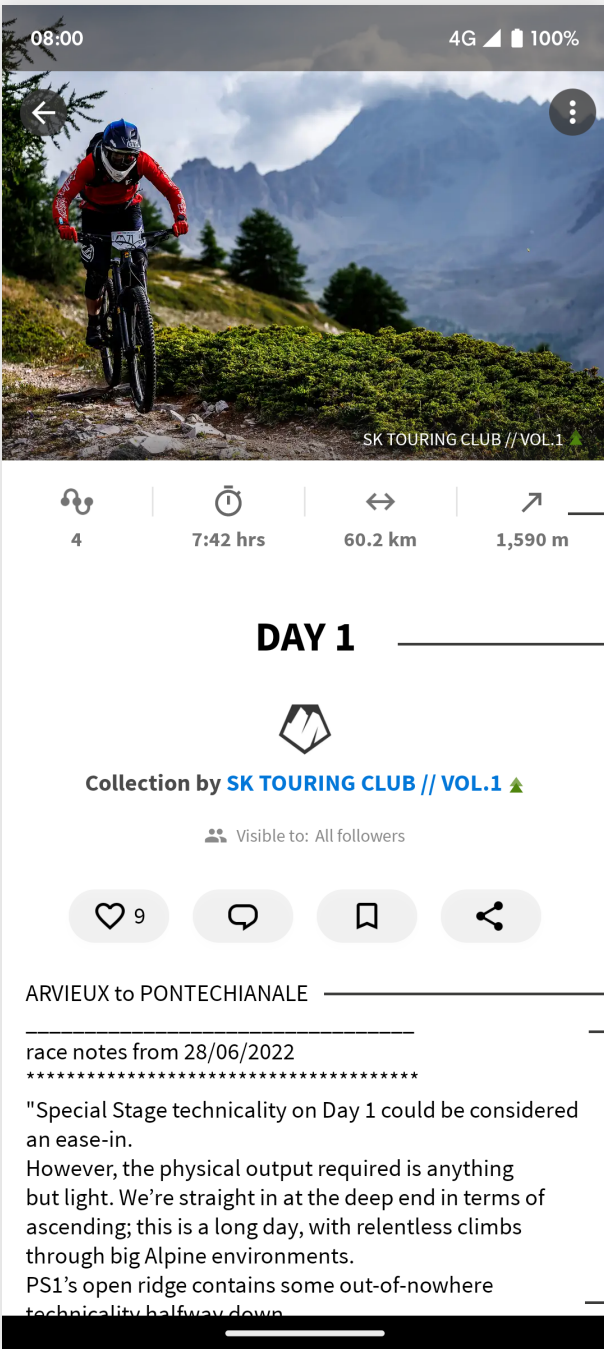 08:00
4G 100%
SK TOURING CLUB // VOL.1
4
7:42 hrs
60.2 km
1,590 m
DAY 1
Collection by SK TOURING CLUB // VOL.1
Visible to: All followers
9
ARVIEUX to PONTECHIANALE
_________________________________
race notes from 28/06/2022
***************************************
"Special Stage technicality on Day 1 could be considered
an ease-in.
However, the physical output required is anything
but light. We’re straight in at the deep end in terms of
ascending; this is a long day, with relentless climbs
through big Alpine environments.
PS1’s open ridge contains some out-of-nowhere
technicality halfway down